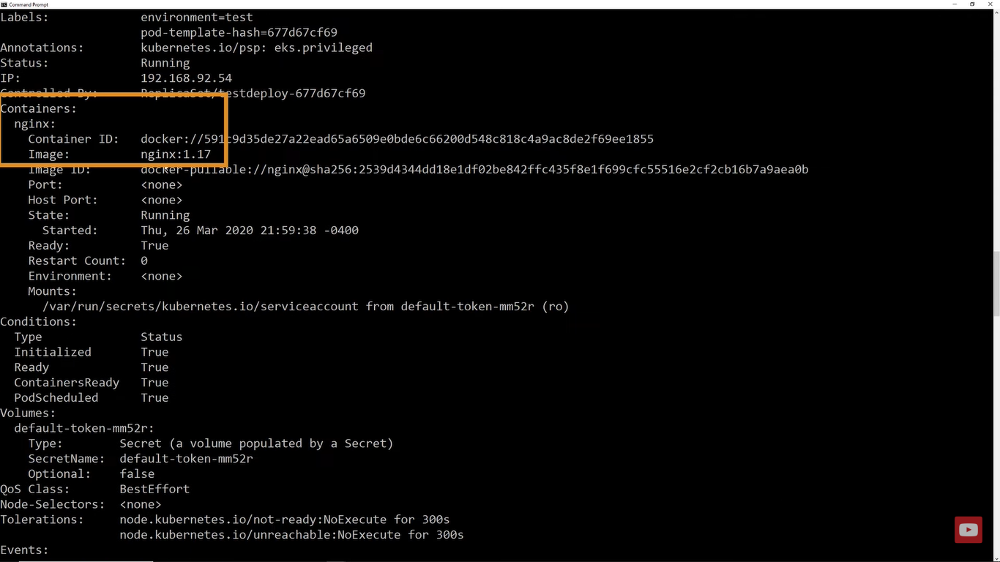 Command Prompt
Labels: environment=test
pod-template-hash=677d67cf69
Annotations: kubernetes.io/psp: eks.privileged
Status: Running
IP: 192.168.92.54
Controlled By: ReplicaSet/testdeploy-677d67cf69
Containers:
nginx:
Container ID: docker://591c9d35de27a22ead65a6509e0bde6c66200d548c818c4a9ac8de2f69ee1855
Image: nginx:1.17
Image ID: docker-pullable://nginx@sha256:2539d4344dd18e1df02be842ffc435f8e1f699cfc55516e2cf2cb16b7a9aea0b
Port: <none>
Host Port: <none>
State: Running
Started: Thu, 26 Mar 2020 21:59:38 -0400
Ready: True
Restart Count: 0
Environment: <none>
Mounts:
/var/run/secrets/kubernetes.io/serviceaccount from default-token-mm52r (ro)
Conditions:
Type Status
Initialized True
Ready True
ContainersReady True
PodScheduled True
Volumes:
default-token-mm52r:
Type: Secret (a volume populated by a Secret)
SecretName: default-token-mm52r
Optional: false
QoS Class: BestEffort
Node-Selectors: <none>
Tolerations: node.kubernetes.io/not-ready:NoExecute for 300s
node.kubernetes.io/unreachable:NoExecute for 300s
Events: